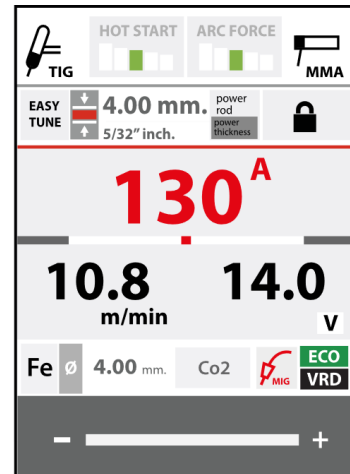 HOT START
ARC FORCE
TIG
MMA
EASY
TUNE
4.00 mm.
5/32" inch.
power
rod
power
thickness
130 A
10.8
m/min
14.0
V
Fe
Ø
4.00 mm.
Co2
MIG
ECO
VRD
-
+